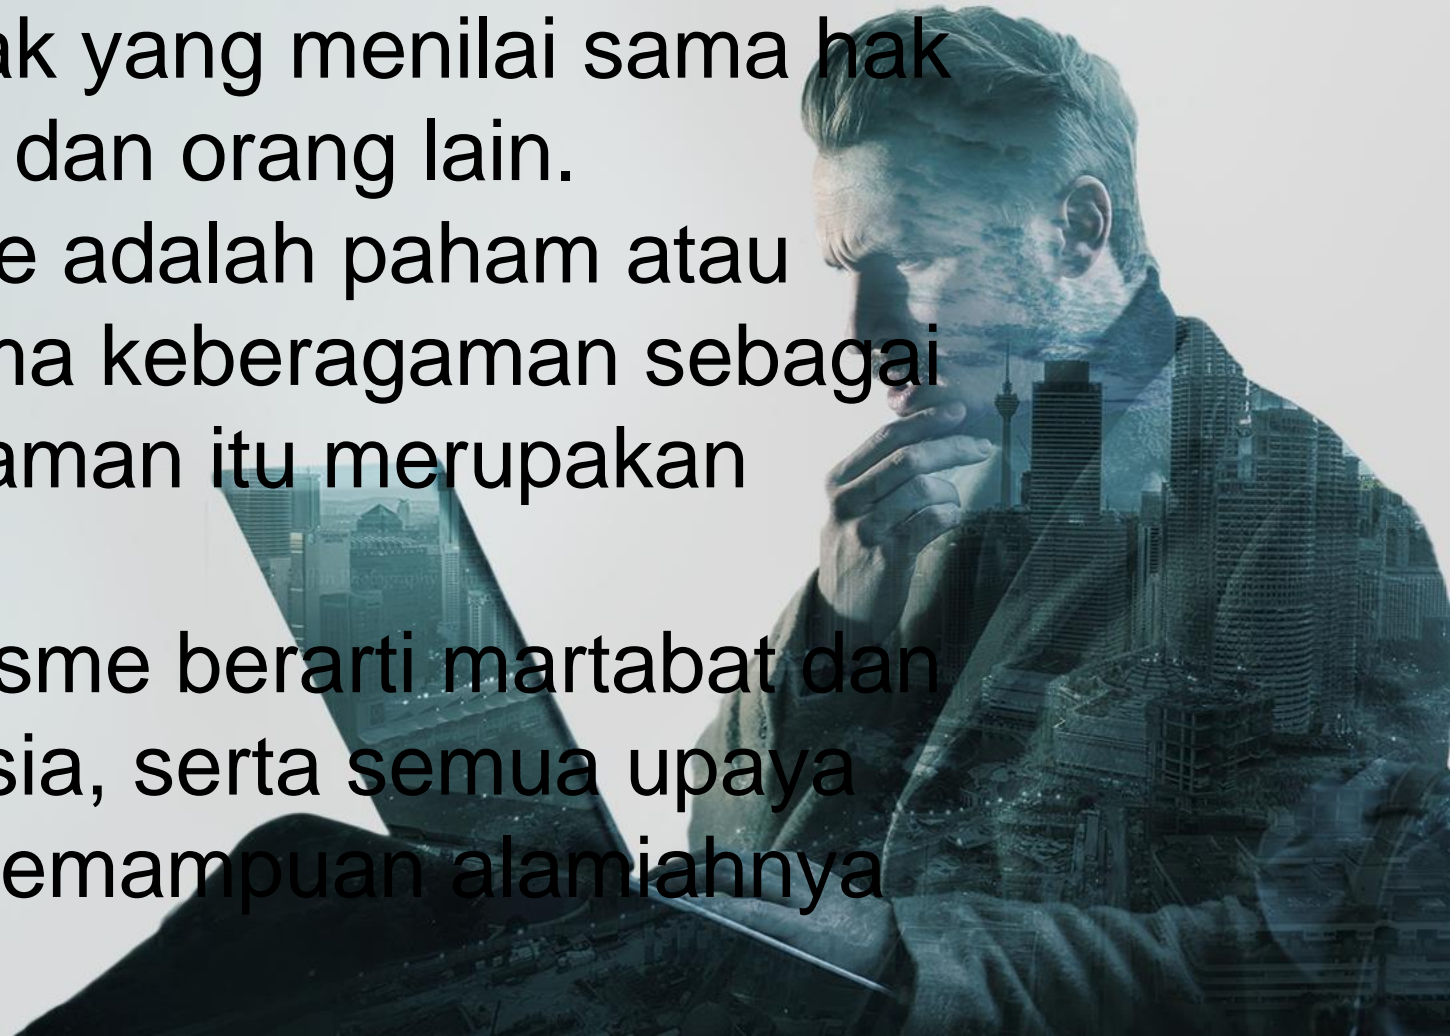 ak yang menilai sama hak
dan orang lain.
e adalah paham atau
na keberagaman sebagai
aman itu merupakan
sme berarti martabat dan
sia, serta semua upaya
emampuan alamiahnya